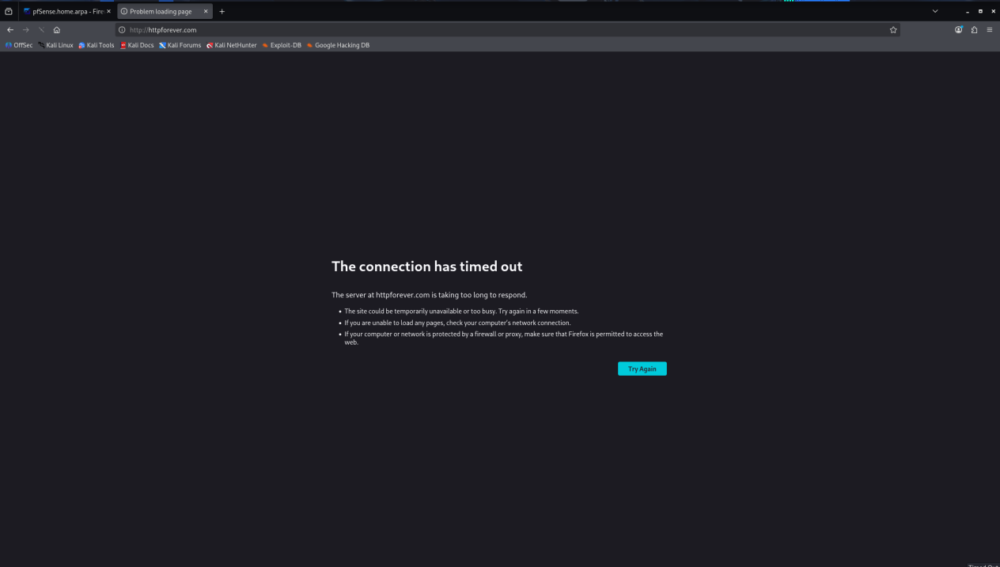 pfSense.home.arpa - Fire
Problem loading page
http://httpforever.com
OffSec Kali Linux Kali Tools Kali Docs Kali Forums Kali NetHunter Exploit-DB Google Hacking DB
The connection has timed out
The server at httpforever.com is taking too long to respond.
• The site could be temporarily unavailable or too busy. Try again in a few moments.
• If you are unable to load any pages, check your computer's network connection.
• If your computer or network is protected by a firewall or proxy, make sure that Firefox is permitted to access the
web.
Try Again